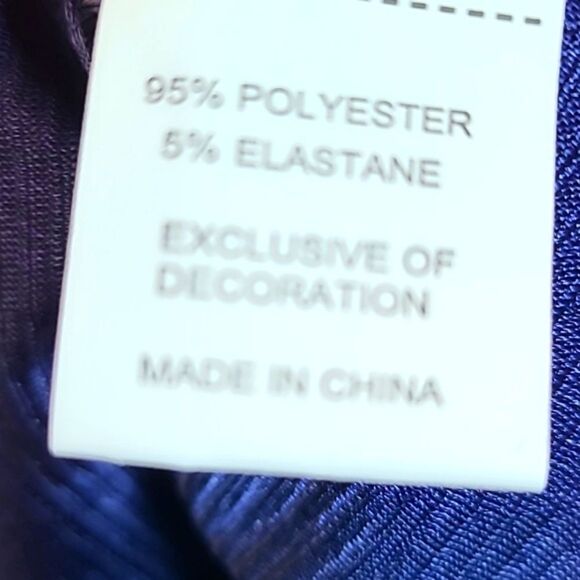 95% POLYESTER
5% ELASTANE
EXCLUSIVE OF
DECORATION
MADE IN CHINA